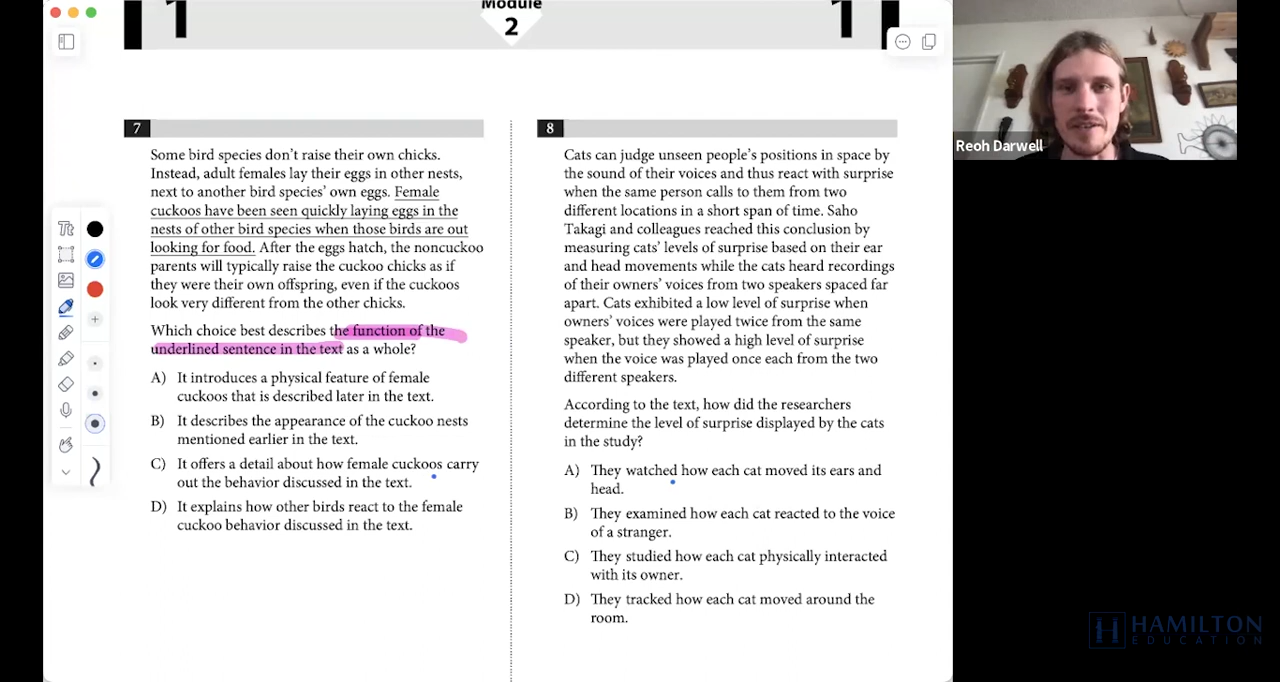 1
Module
2
1
7
Some bird species don't raise their own chicks.
Instead, adult females lay their eggs in other nests,
next to another bird species' own eggs. Female
cuckoos have been seen quickly laying eggs in the
nests of other bird species when those birds are out
looking for food. After the eggs hatch, the noncuckoo
parents will typically raise the cuckoo chicks as if
they were their own offspring, even if the cuckoos
look very different from the other chicks.
Which choice best describes the function of the
underlined sentence in the text as a whole?
A) It introduces a physical feature of female
cuckoos that is described later in the text.
B) It describes the appearance of the cuckoo nests
mentioned earlier in the text.
C) It offers a detail about how female cuckoos carry
out the behavior discussed in the text.
D) It explains how other birds react to the female
cuckoo behavior discussed in the text.
8
Cats can judge unseen people's positions in space by
the sound of their voices and thus react with surprise
when the same person calls to them from two
different locations in a short span of time. Saho
Takagi and colleagues reached this conclusion by
measuring cats' levels of surprise based on their ear
and head movements while the cats heard recordings
of their owners' voices from two speakers spaced far
apart. Cats exhibited a low level of surprise when
owners' voices were played twice from the same
speaker, but they showed a high level of surprise
when the voice was played once each from the two
different speakers.
According to the text, how did the researchers
determine the level of surprise displayed by the cats
in the study?
A) They watched how each cat moved its ears and
head.
B) They examined how each cat reacted to the voice
of a stranger.
C) They studied how each cat physically interacted
with its owner.
D) They tracked how each cat moved around the
room.
Reoh Darwell
HAMILTON
EDUCATION